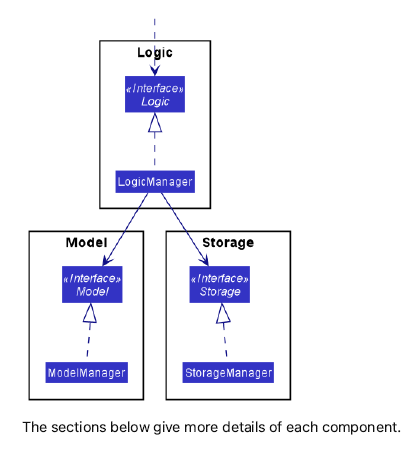 Logic
«Interface»
Logic
LogicManager
Model
Storage
«Interface»
Model
«Interface»
Storage
ModelManager
StorageManager
The sections below give more details of each component.